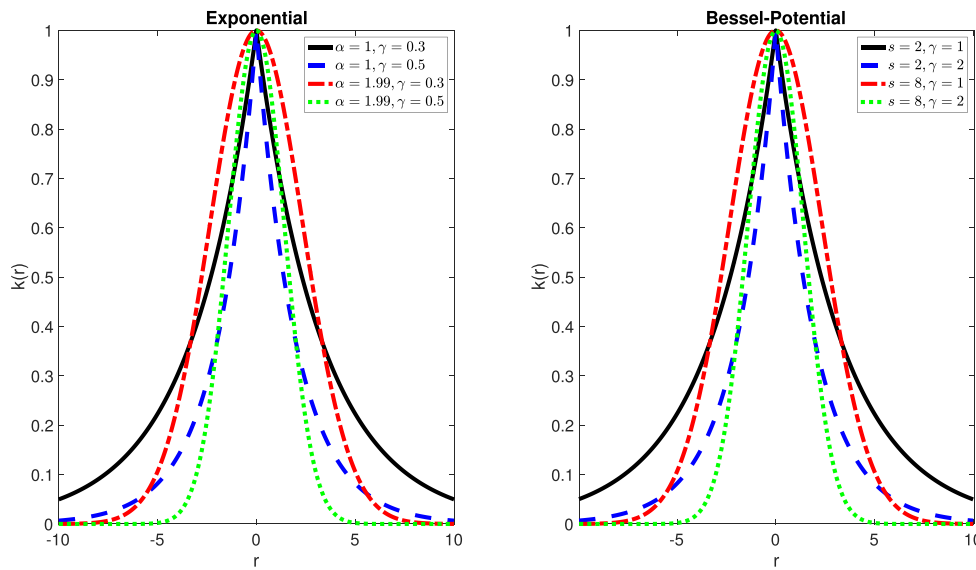 Exponential
α = 1, γ = 0.3
α = 1, γ = 0.5
α = 1.99, γ = 0.3
α = 1.99, γ = 0.5
1
0.9
0.8
0.7
0.6
0.5
0.4
0.3
0.2
0.1
0
k(r)
-10 -5 0 5 10
r
Bessel-Potential
s = 2, γ = 1
s = 2, γ = 2
s = 8, γ = 1
s = 8, γ = 2
1
0.9
0.8
0.7
0.6
0.5
0.4
0.3
0.2
0.1
0
k(r)
-5 0 5 10
r